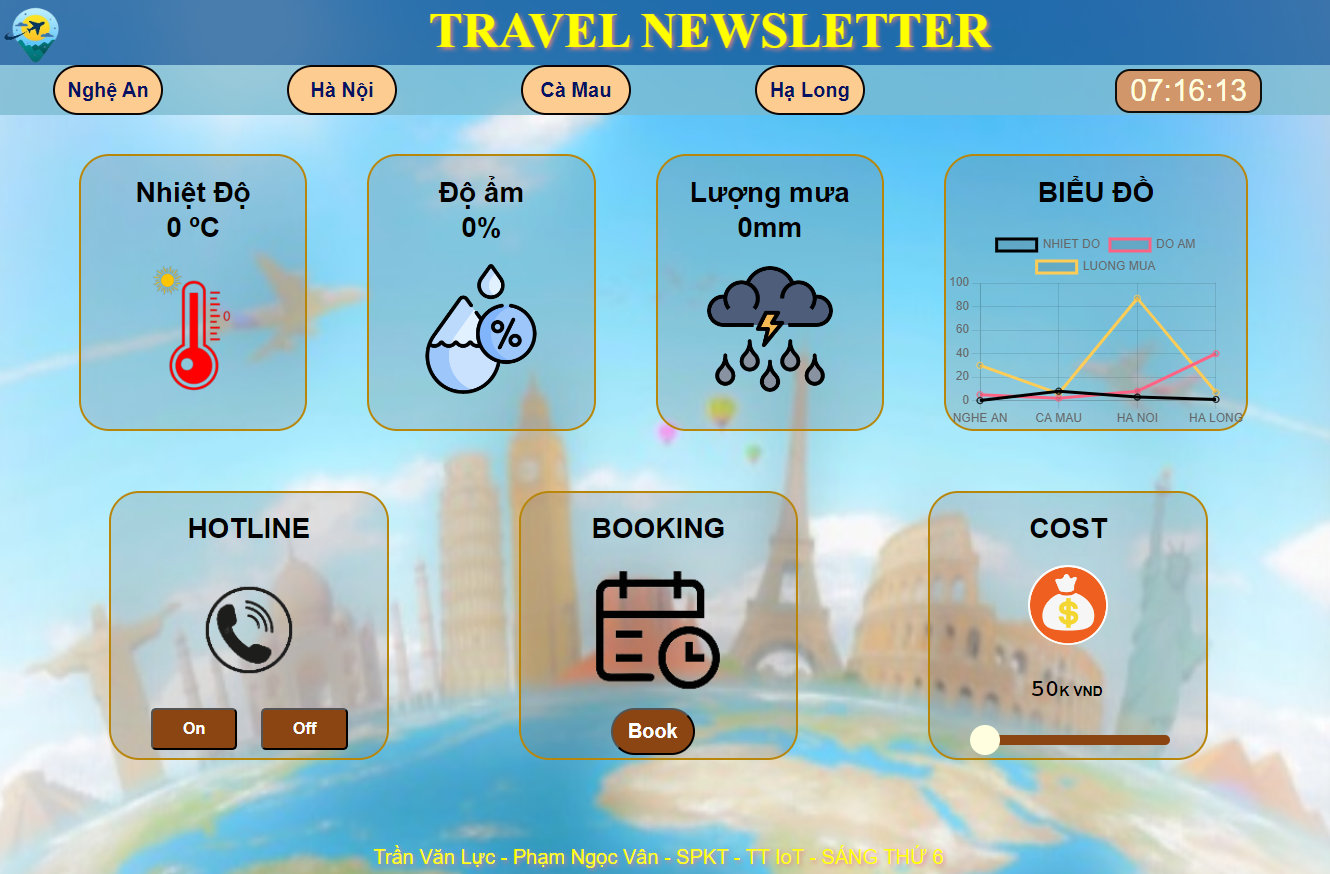 TRAVEL NEWSLETTER
Nghệ An
Hà Nội
Cà Mau
Hạ Long
07:16:13
Nhiệt Độ
0 ºC
0
Độ ẩm
0%
%
Lượng mưa
0mm
BIỂU ĐỒ
NHIET DO
DO AM
LUONG MUA
100
80
60
40
20
0
NGHE AN
CA MAU
HA NOI
HA LONG
HOTLINE
On
Off
BOOKING
Book
COST
$
50K VND
Trần Văn Lực - Phạm Ngọc Vân - SPKT - TT IoT - SÁNG THỨ 6